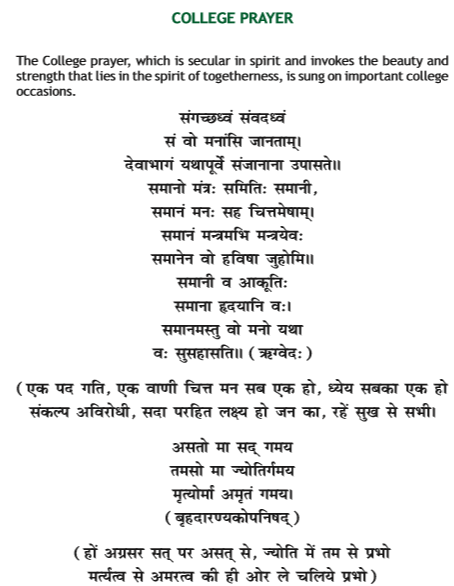 COLLEGE PRAYER
The College prayer, which is secular in spirit and invokes the beauty and
strength that lies in the spirit of togetherness, is sung on important college
occasions.
संगच्छध्वं संवदध्वं
सं वो मनांसि जानताम्।
देवाभागं यथापूर्वे संजानाना उपासते॥
समानो मंत्रः समितिः समानी,
समानं मनः सह चित्तमेषाम्।
समानं मन्त्रमभि मन्त्रयेवः
समानेन वो हविषा जुहोमि॥
समानी व आकूतिः
समाना हृदयानि वः।
समानमस्तु वो मनो यथा
वः सुसहासति॥ (ऋग्वेदः)
(एक पद गति, एक वाणी चित्त मन सब एक हो, ध्येय सबका एक हो
संकल्प अविरोधी, सदा परहित लक्ष्य हो जन का, रहें सुख से सभी।
असतो मा सद् गमय
तमसो मा ज्योतिर्गमय
मृत्योर्मा अमृतं गमय।
(बृहदारण्यकोपनिषद्)
(हों अग्रसर सत् पर असत् से, ज्योति में तम से प्रभो
मर्त्यत्व से अमरत्व की ही ओर ले चलिये प्रभो)